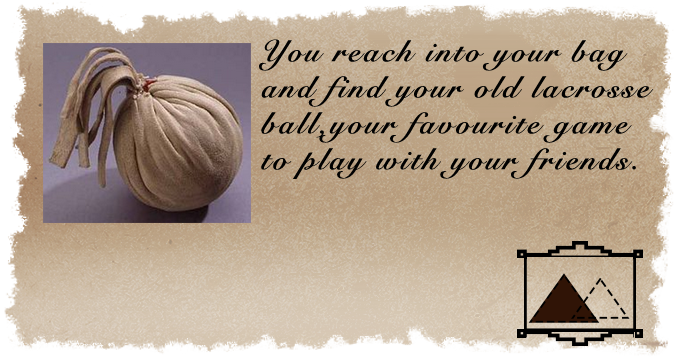 You reach into your bag
and find your old lacrosse
ball, your favourite game
to play with your friends.